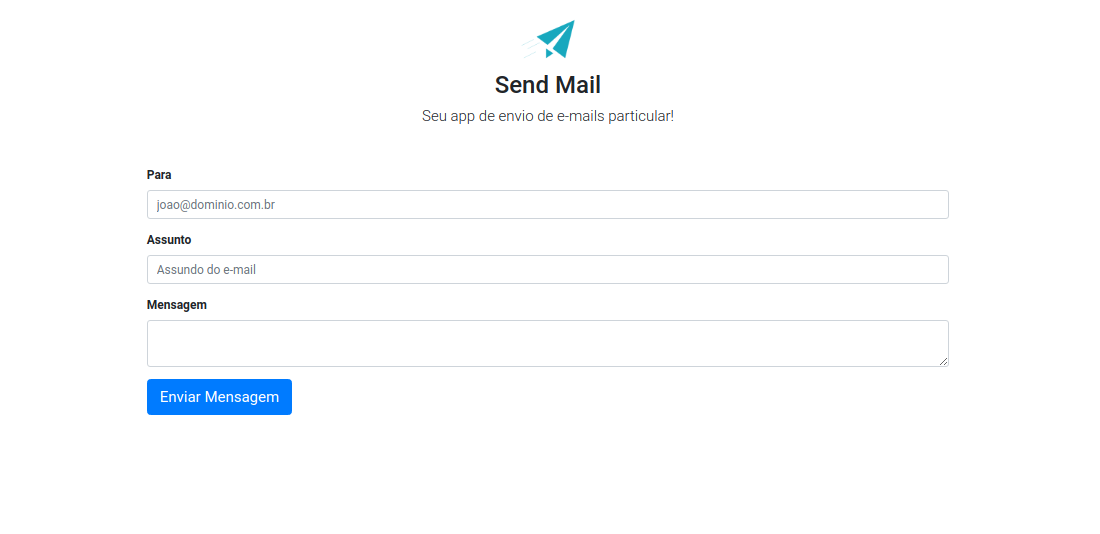 Send Mail
Seu app de envio de e-mails particular!
Para
joao@dominio.com.br
Assunto
Assundo do e-mail
Mensagem
Enviar Mensagem